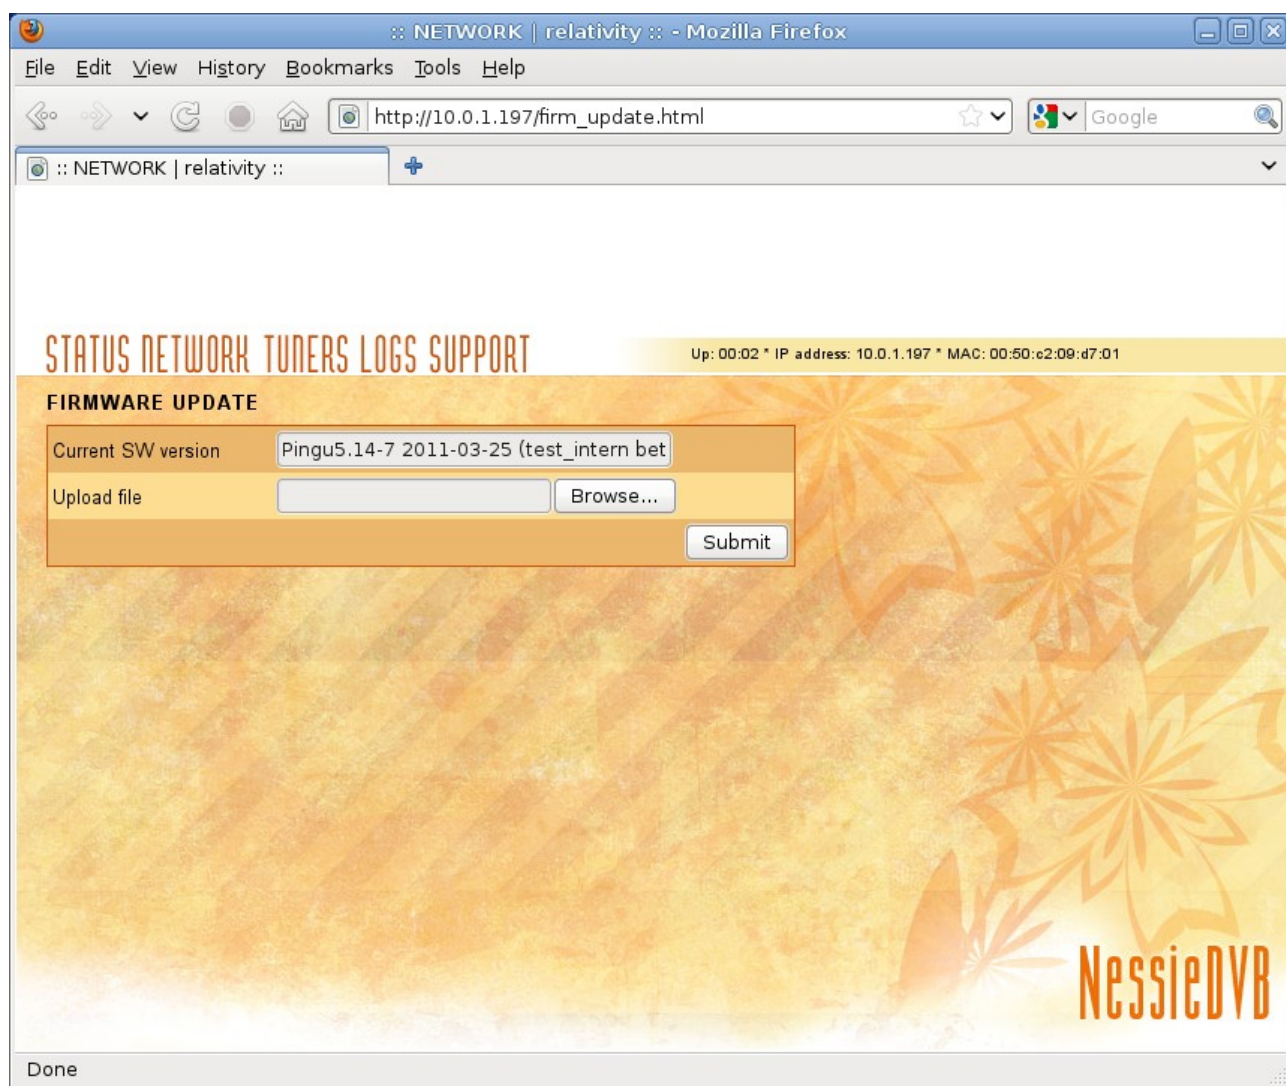 :: NETWORK | relativity :: - Mozilla Firefox
File Edit View History Bookmarks Tools Help
http://10.0.1.197/firm_update.html Google
:: NETWORK | relativity ::
STATUS NETWORK TUNERS LOGS SUPPORT
Up: 00:02 * IP address: 10.0.1.197 * MAC: 00:50:c2:09:d7:01
FIRMWARE UPDATE
Current SW version Pingu5.14-7 2011-03-25 (test_intern bet
Upload file Browse...
Submit
NessieDVB
Done